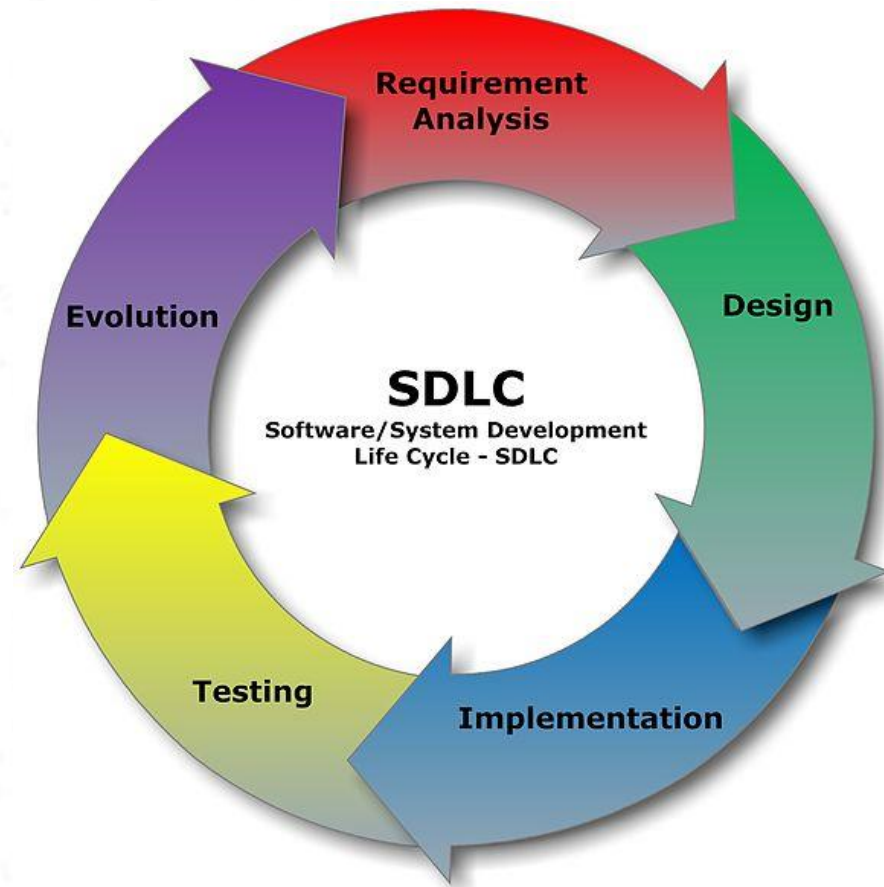 Requirement
Analysis
Design
Implementation
Testing
Evolution
SDLC
Software/System Development
Life Cycle - SDLC